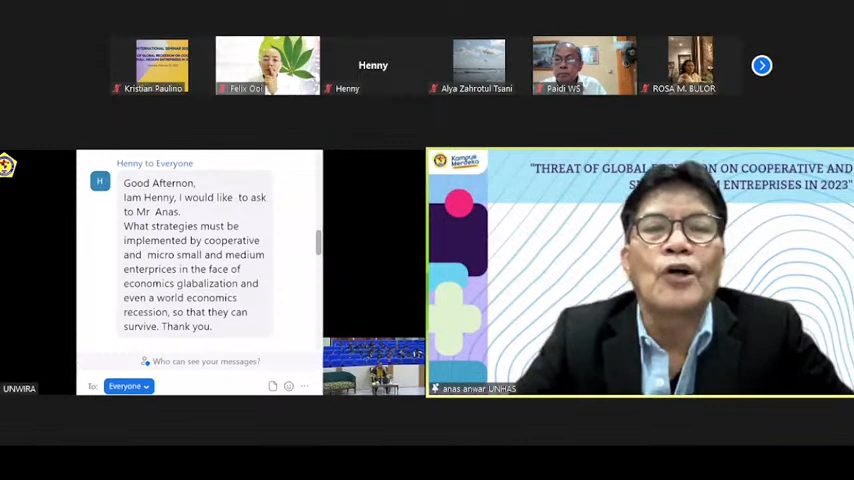 Kristian Paulino
Felix Ooi
Henny
Henny
Alya Zahrotul Tsani
Paidi WS
ROSA M. BULOR
Henny to Everyone
H
Good Afternon,
Iam Henny, I would like to ask
to Mr Anas.
What strategies must be
implemented by cooperative
and micro small and medium
enterprices in the face of
economics glabalization and
even a world economics
recession, so that they can
survive. Thank you.
Who can see your messages?
To: Everyone
UNWIRA
Kampus
Merdeka
"THREAT OF GLOBAL ON COOPERATIVE AND
ENTREPRISES IN 2023"
anas anwar UNHAS